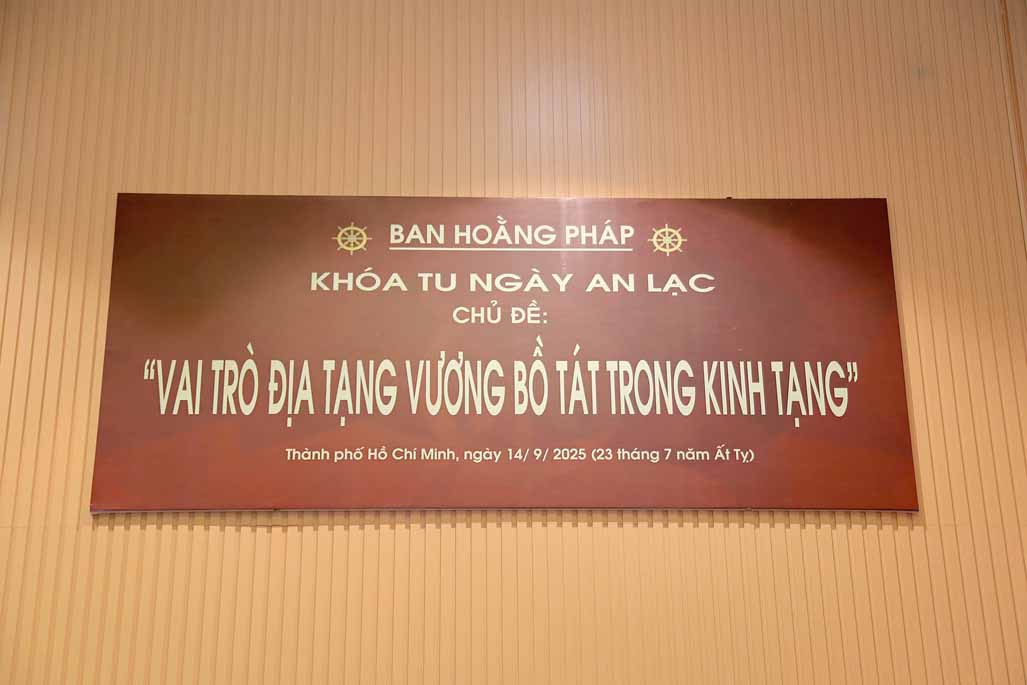 BAN HOẰNG PHÁP
KHÓA TU NGÀY AN LẠC
CHỦ ĐỀ:
“VAI TRÒ ĐỊA TẠNG VƯƠNG BỒ TÁT TRONG KINH TẠNG”
Thành phố Hồ Chí Minh, ngày 14/ 9/ 2025 (23 tháng 7 năm Ất Tỵ)